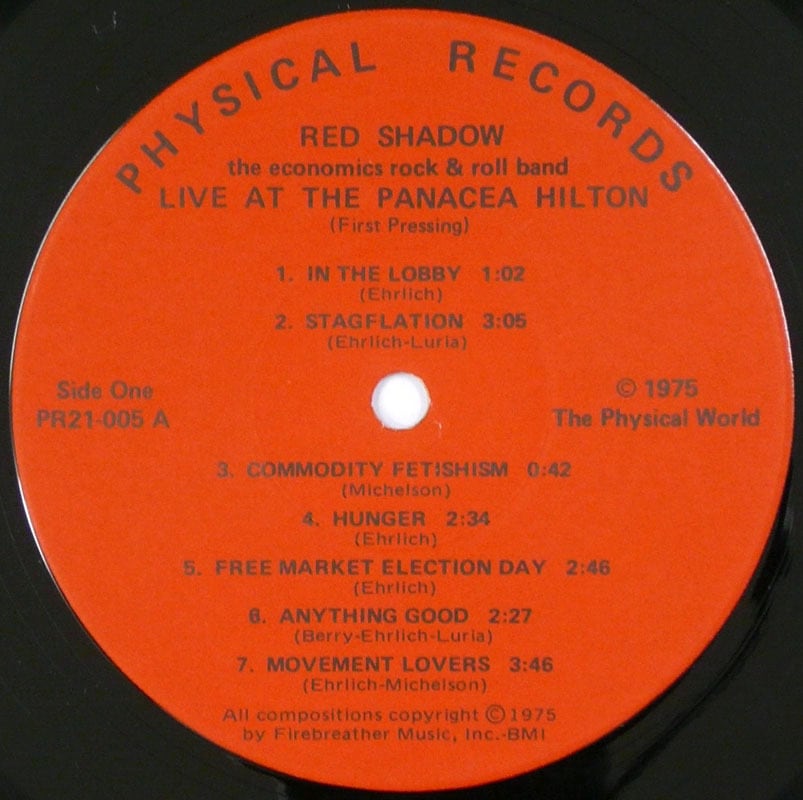 PHYSICAL RECORDS
RED SHADOW
the economics rock & roll band
LIVE AT THE PANACEA HILTON
(First Pressing)
1. IN THE LOBBY 1:02
(Ehrlich)
2. STAGFLATION 3:05
(Ehrlich-Luria)
Side One
PR21-005 A
© 1975
The Physical World
3. COMMODITY FETISHISM 0:42
(Michelson)
4. HUNGER 2:34
(Ehrlich)
5. FREE MARKET ELECTION DAY 2:46
(Ehrlich)
6. ANYTHING GOOD 2:27
(Berry-Ehrlich-Luria)
7. MOVEMENT LOVERS 3:46
(Ehrlich-Michelson)
All compositions copyright © 1975
by Firebreather Music, Inc.-BMI